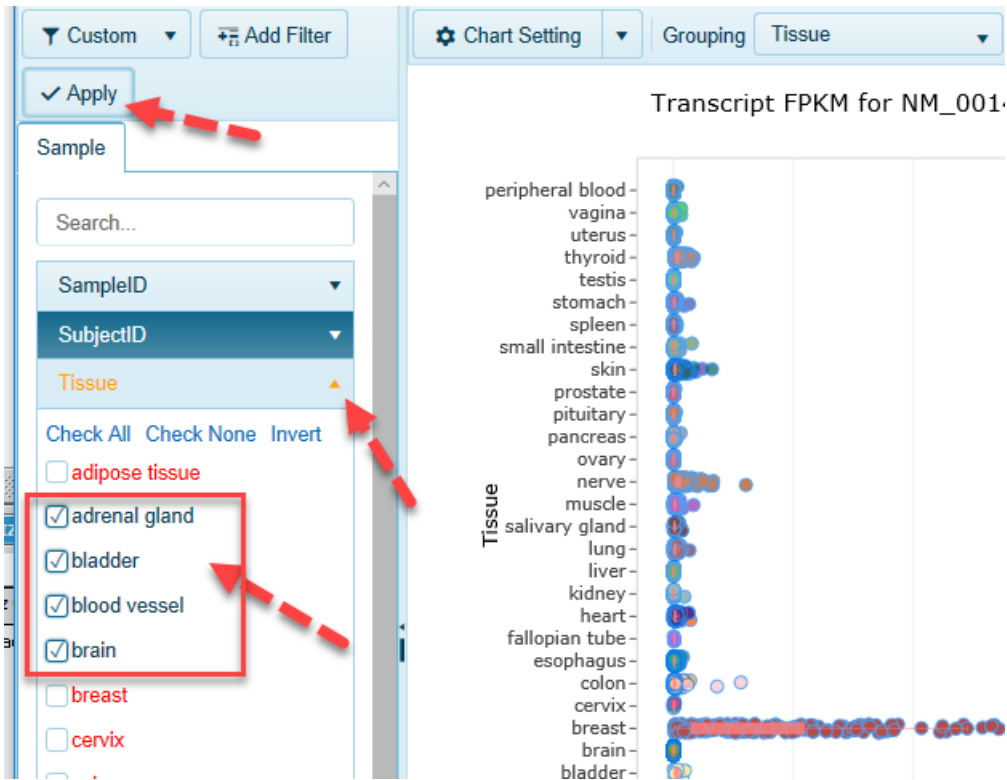 Custom
Add Filter
Apply
Sample
Search...
SampleID
SubjectID
Tissue
Check All Check None Invert
adipose tissue
adrenal gland
bladder
blood vessel
brain
breast
cervix
Chart Setting
Grouping
Tissue
Transcript FPKM for NM_001
Tissue
peripheral blood
vagina
uterus
thyroid
testis
stomach
spleen
small intestine
skin
prostate
pituitary
pancreas
ovary
nerve
muscle
salivary gland
lung
liver
kidney
heart
fallopian tube
esophagus
colon
cervix
breast
brain
bladder